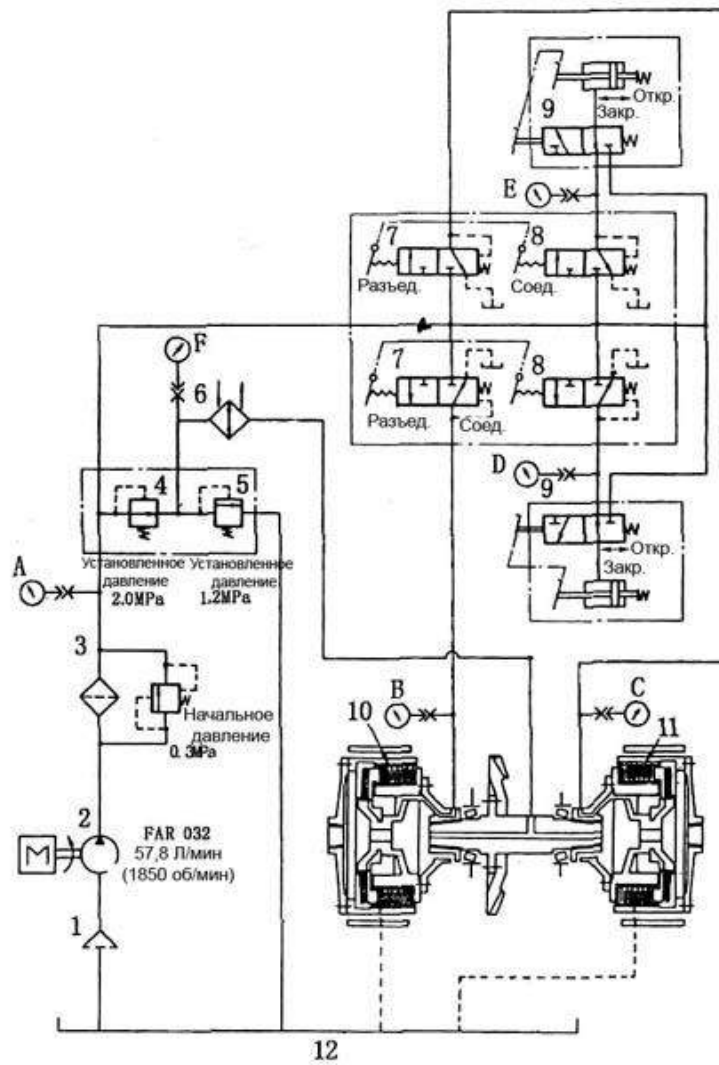 9
Откр.
Закр.
E
7
8
Разъед.
Соед.
F
6
7
8
Разъед.
Соед.
D
9
4
5
Установленное
давление
2.0MPa
Установленное
давление
1.2MPa
Откр.
Закр.
A
3
Начальное
давление
0.3MPa
B
C
10
11
2
FAR 032
57,8 Л/мин
(1850 об/мин)
M
1
12